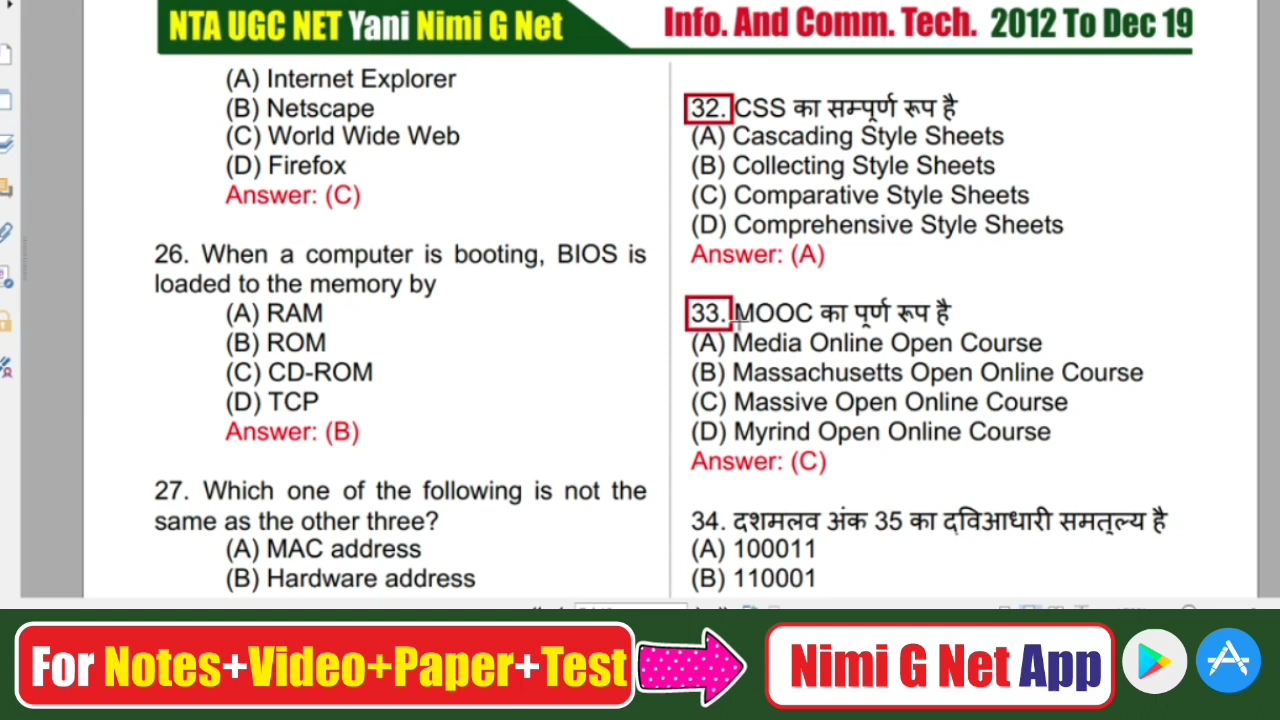 NTA UGC NET Yani Nimi G Net
Info. And Comm. Tech. 2012 To Dec 19
(A) Internet Explorer
(B) Netscape
(C) World Wide Web
(D) Firefox
Answer: (C)
26. When a computer is booting, BIOS is
loaded to the memory by
(A) RAM
(B) ROM
(C) CD-ROM
(D) TCP
Answer: (B)
27. Which one of the following is not the
same as the other three?
(A) MAC address
(B) Hardware address
32. CSS का सम्पूर्ण रूप है
(A) Cascading Style Sheets
(B) Collecting Style Sheets
(C) Comparative Style Sheets
(D) Comprehensive Style Sheets
Answer: (A)
33. MOOC का पूर्ण रूप है
(A) Media Online Open Course
(B) Massachusetts Open Online Course
(C) Massive Open Online Course
(D) Myrind Open Online Course
Answer: (C)
34. दशमलव अंक 35 का द्विआधारी समतुल्य है
(A) 100011
(B) 110001
For Notes+Video+Paper+Test
Nimi G Net App